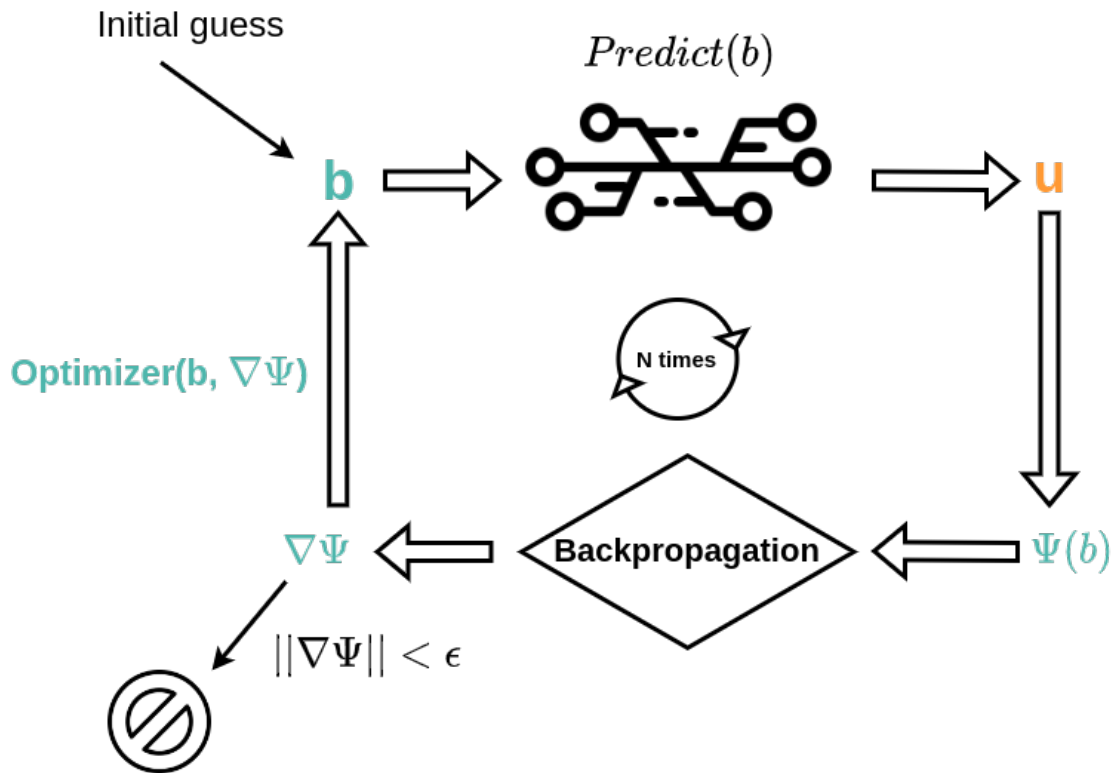 Initial guess
Predict(b)
b
u
N times
Optimizer(b, ∇Ψ)
Backpropagation
∇Ψ
Ψ(b)
||∇Ψ|| < ϵ